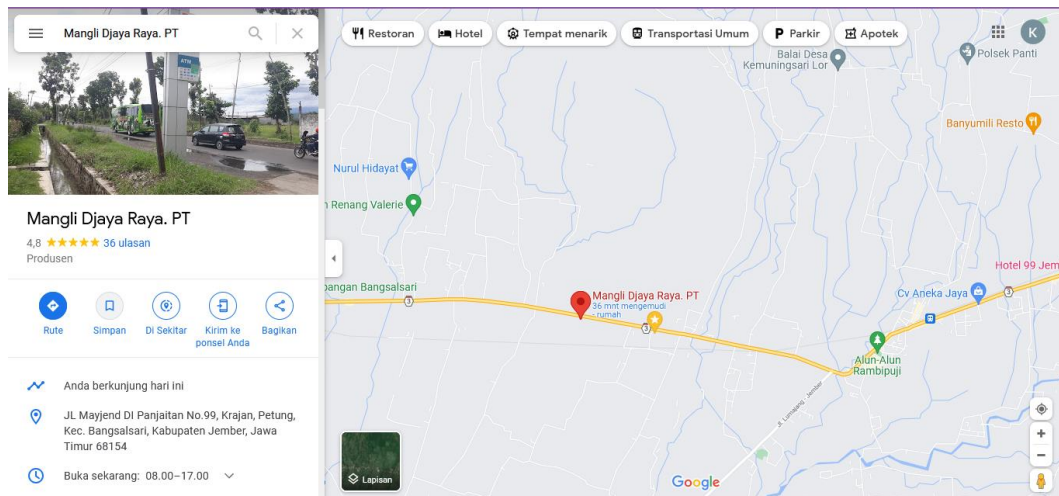 Mangli Djaya Raya. PT
ATM
Mangli Djaya Raya. PT
4,8 36 ulasan
Produsen
Rute
Simpan
Di Sekitar
Kirim ke
ponsel Anda
Bagikan
Anda berkunjung hari ini
JL Mayjend DI Panjaitan No.99, Krajan, Petung,
Kec. Bangsalsari, Kabupaten Jember, Jawa
Timur 68154
Buka sekarang: 08.00–17.00
Restoran
Hotel
Tempat menarik
Transportasi Umum
P Parkir
Apotek
K
Balai Desa
Kemuningsari Lor
Polsek Panti
Banyumili Resto
Nurul Hidayat
n Renang Valerie
Hotel 99 Jem
pangan Bangsalsari
3
Mangli Djaya Raya. PT
36 mnt mengemudi
- rumah
3
Cv Aneka Jaya
3
Alun-Alun
Rambipuji
JL. Lumajang - Jember
Lapisan
Google